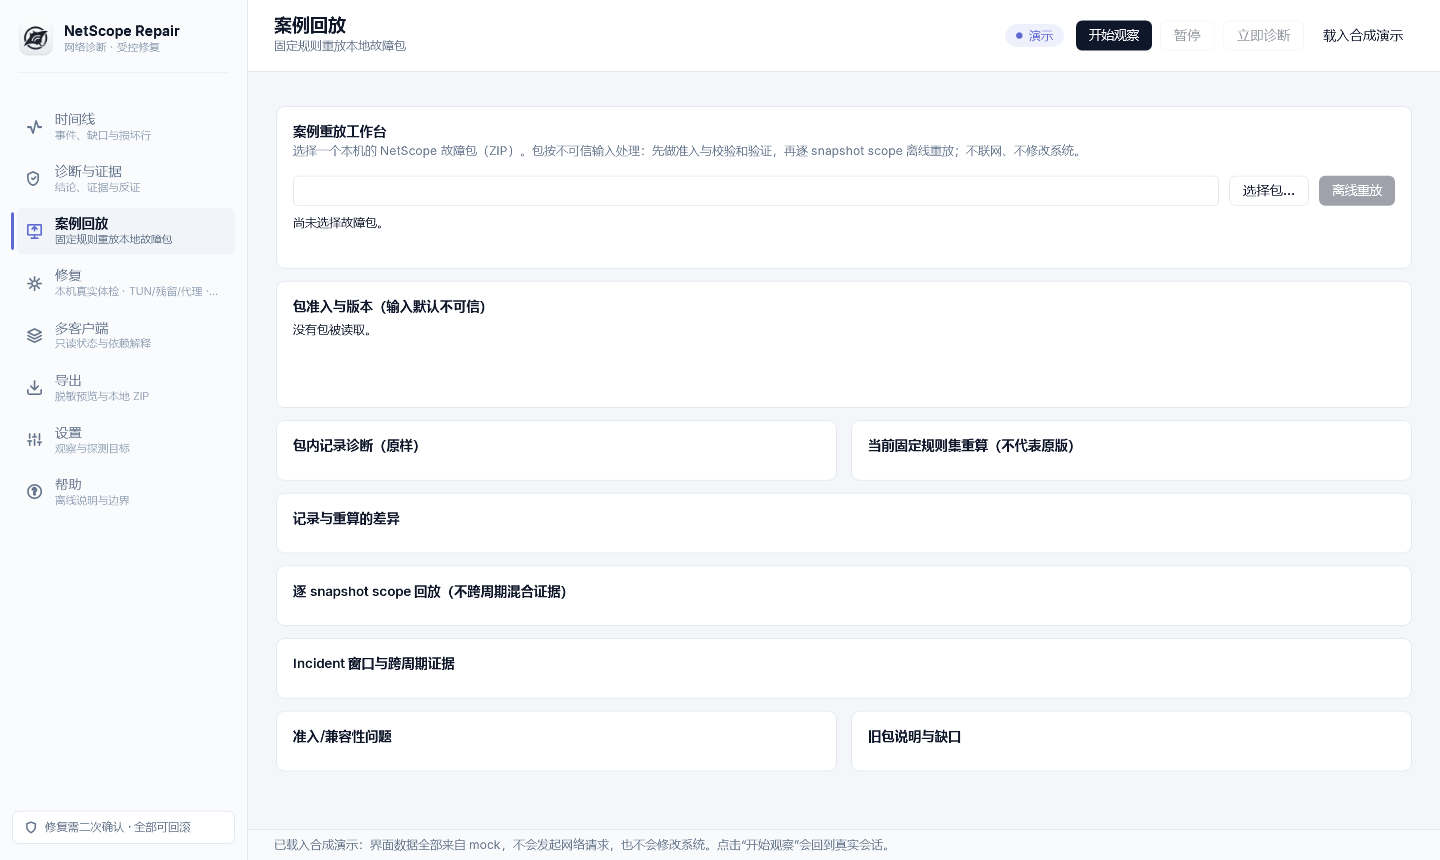 NetScope Repair
网络诊断 · 受控修复
时间线
事件、缺口与损坏行
诊断与证据
结论、证据与反证
案例回放
固定规则重放本地故障包
修复
本机真实体检 · TUN/残留/代理 ·...
多客户端
只读状态与依赖解释
导出
脱敏预览与本地 ZIP
设置
观察与探测目标
帮助
离线说明与边界
修复需二次确认 · 全部可回滚
案例回放
固定规则重放本地故障包
演示
开始观察
暂停
立即诊断
载入合成演示
案例重放工作台
选择一个本机的 NetScope 故障包（ZIP）。包按不可信输入处理：先做准入与校验和验证，再逐 snapshot scope 离线重放；不联网、不修改系统。
选择包...
离线重放
尚未选择故障包。
包准入与版本（输入默认不可信）
没有包被读取。
包内记录诊断（原样）
当前固定规则集重算（不代表原版）
记录与重算的差异
逐 snapshot scope 回放（不跨周期混合证据）
Incident 窗口与跨周期证据
准入/兼容性问题
旧包说明与缺口
已载入合成演示：界面数据全部来自 mock，不会发起网络请求，也不会修改系统。点击“开始观察”会回到真实会话。